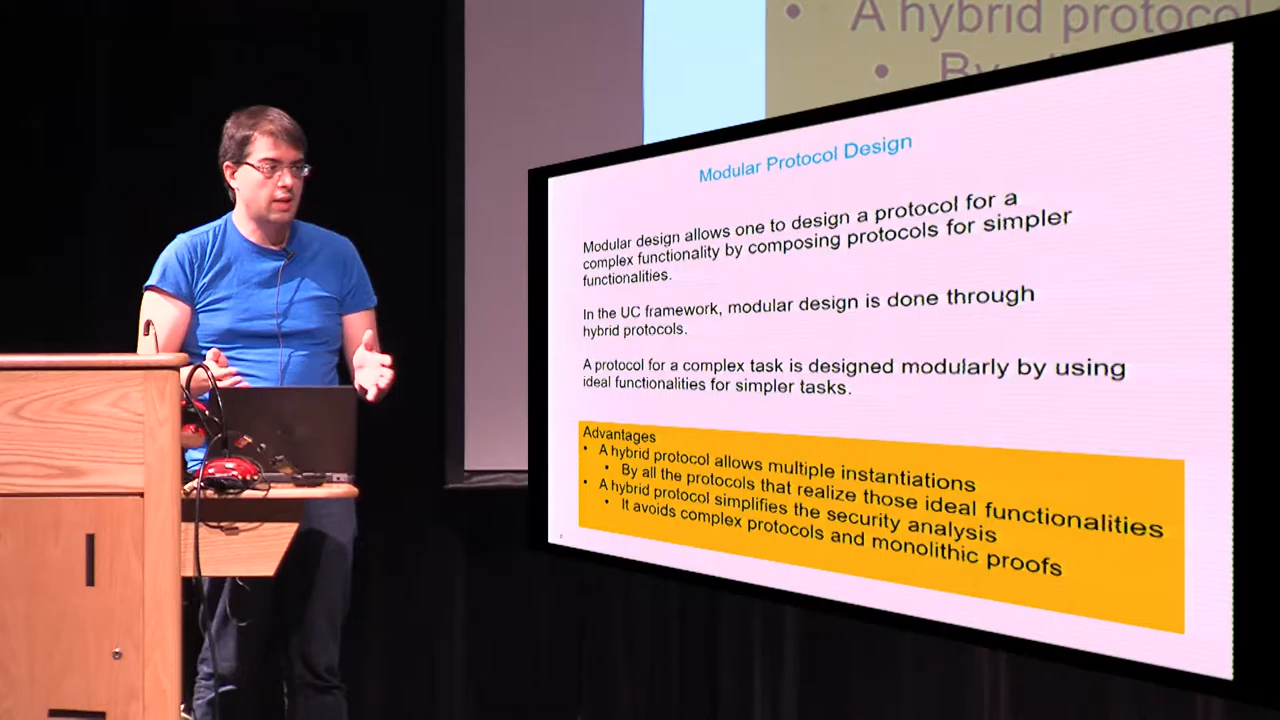 • A hybrid protocol
Modular Protocol Design
Modular design allows one to design a protocol for a
complex functionality by composing protocols for simpler
functionalities.
In the UC framework, modular design is done through
hybrid protocols.
A protocol for a complex task is designed modularly by using
ideal functionalities for simpler tasks.
Advantages
• A hybrid protocol allows multiple instantiations
• By all the protocols that realize those ideal functionalities
• A hybrid protocol simplifies the security analysis
• It avoids complex protocols and monolithic proofs